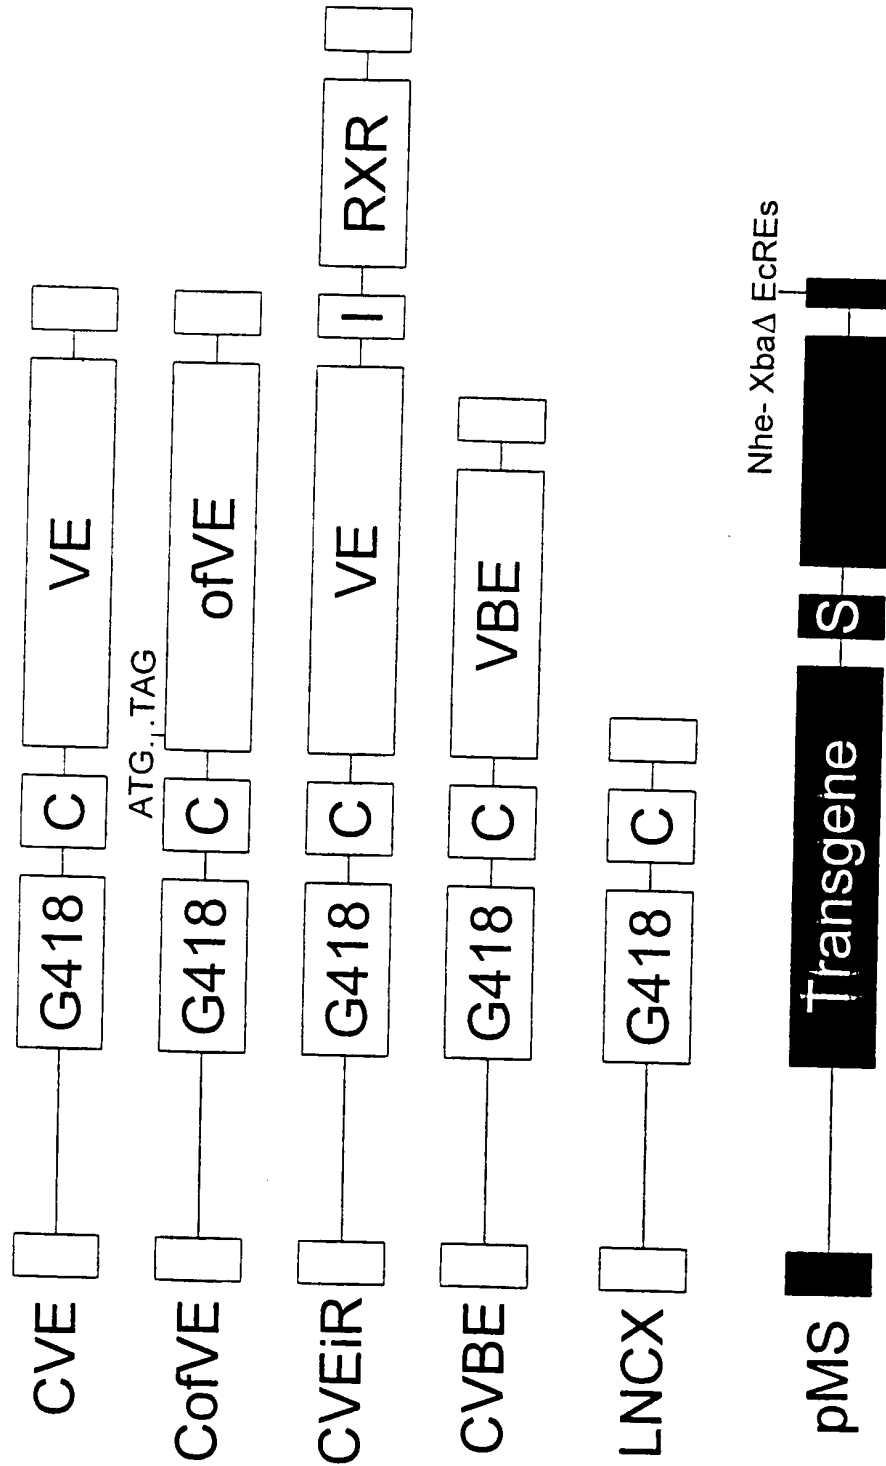 CVE G418 C VE
ATG...TAG
CofVE G418 C ofVE
CVEiR G418 C VE I RXR
CVBE G418 C VBE
LNCX G418 C
Nhe- XbaΔ EcREs
pMS Transgene S